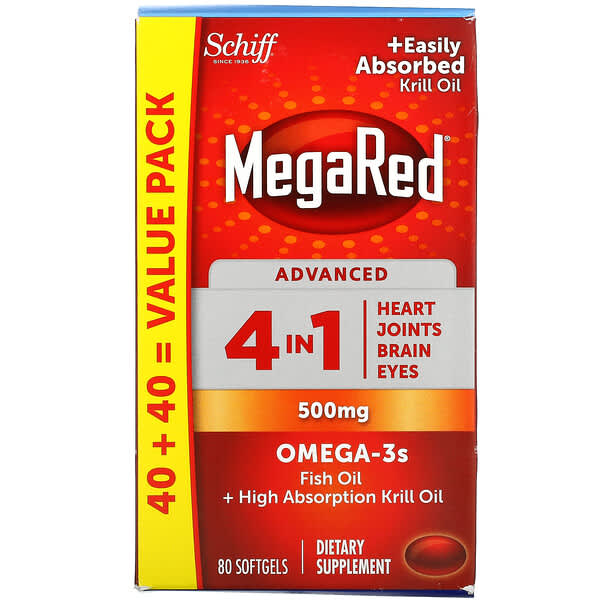 Schiff
SINCE 1936
+Easily
Absorbed
Krill Oil
MegaRed®
ADVANCED
4 IN 1
HEART
JOINTS
BRAIN
EYES
500mg
OMEGA-3s
Fish Oil
+ High Absorption Krill Oil
80 SOFTGELS
DIETARY
SUPPLEMENT
40 + 40 = VALUE PACK